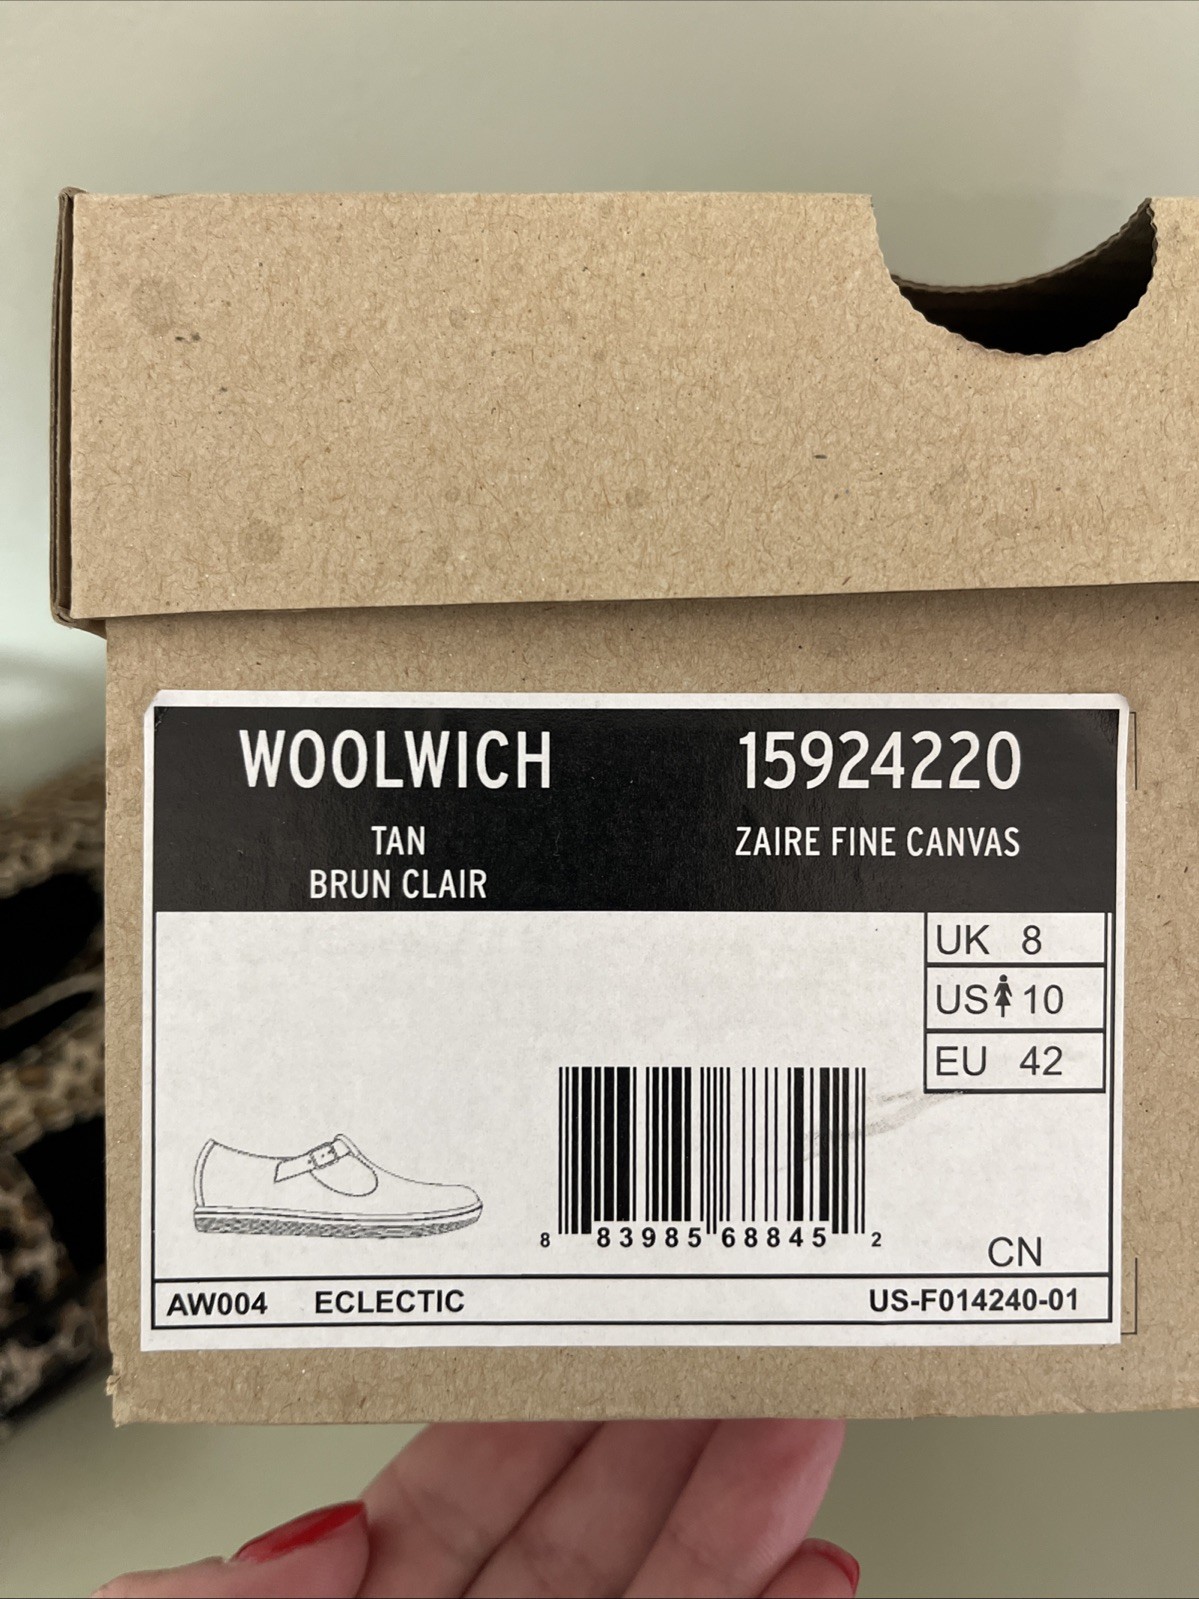 WOOLWICH 15924220
TAN ZAIRE FINE CANVAS
BRUN CLAIR
UK 8
US 10
EU 42
8 83985 68845 2
CN
AW004 ECLECTIC US-F014240-01